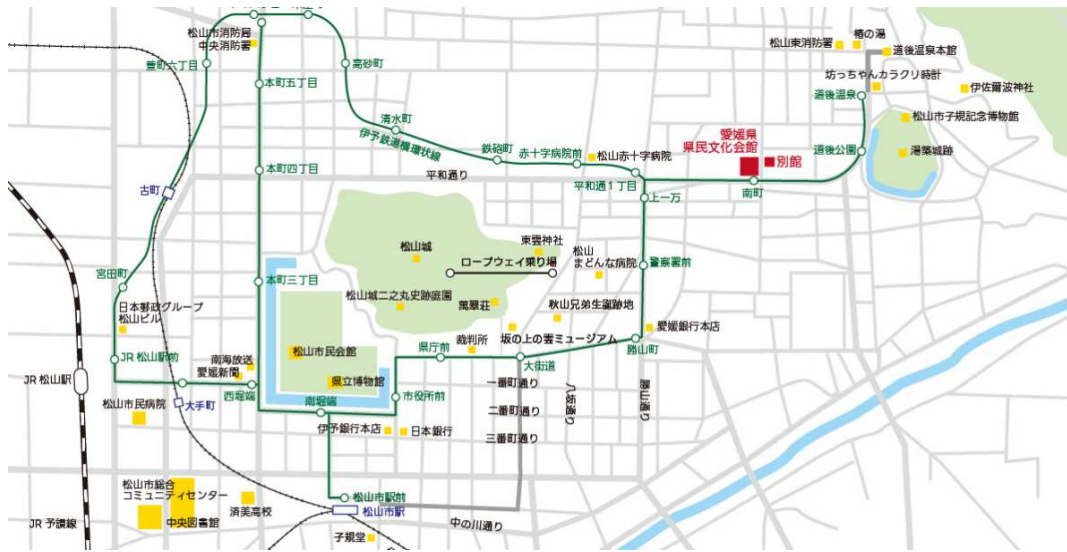 松山市消防局
中央消防署
萱町六丁目
本町五丁目
高砂町
松山東消防署
椿の湯
道後温泉本館
坊っちゃんカラクリ時計
伊佐爾波神社
道後温泉
松山市子規記念博物館
清水町
伊予鉄道環状線
鉄砲町
赤十字病院前
松山赤十字病院
愛媛県
県民文化会館
別館
道後公園
湯築城跡
本町四丁目
平和通り
平和通1丁目
南町
古町
上一万
松山城
東雲神社
ロープウェイ乗り場
松山
まどんな病院
警察署前
宮田町
本町三丁目
日本郵政グループ
松山ビル
松山城二之丸史跡庭園
萬翠荘
秋山兄弟生誕跡地
愛媛銀行本店
坂の上の雲ミュージアム
勝山町
JR 松山駅前
南海放送
愛媛新聞
松山市民会館
県庁前
裁判所
大街道
JR 松山駅
県立博物館
西堀端
一番町通り
八坂通り
勝山通り
大手町
松山市民病院
南堀端
市役所前
二番町通り
伊予銀行本店
日本銀行
三番町通り
松山市総合
コミュニティセンター
中央図書館
済美高校
松山市駅前
松山市駅
JR 予讃線
子規堂
中の川通り